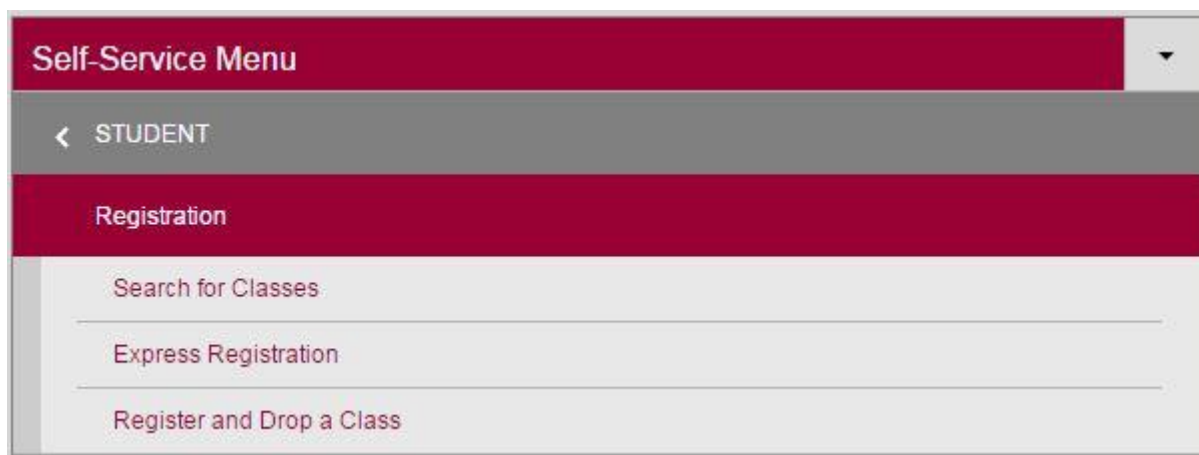 Self-Service Menu
STUDENT
Registration
Search for Classes
Express Registration
Register and Drop a Class